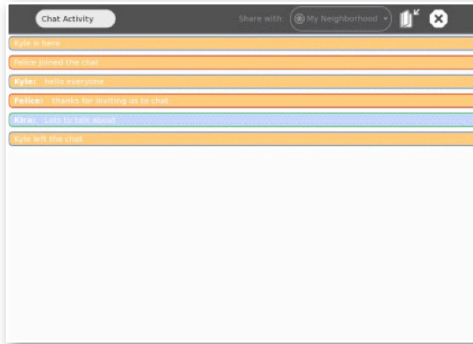 Chat Activity
Share with: My Neighborhood
Kyle is here
Felice joined the chat
Kyle: hello everyone
Felice: thanks for inviting us to chat
Kira: Lots to talk about
Kyle left the chat